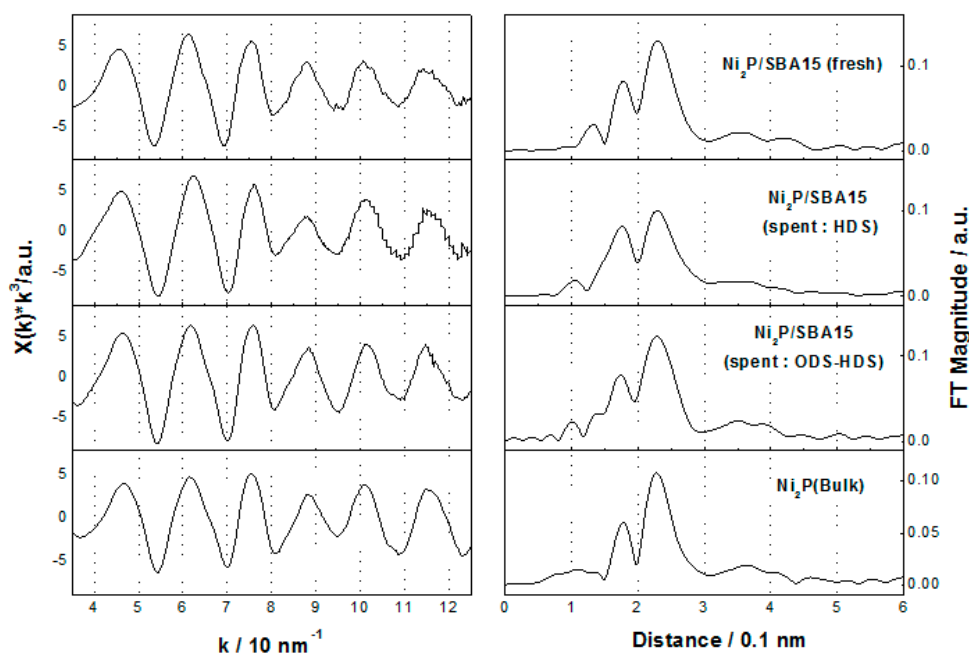 X(k)*k³/a.u.
5
0
-5
5
0
-5
5
0
-5
5
0
-5
4 5 6 7 8 9 10 11 12
k / 10 nm⁻¹
Ni₂P/SBA15 (fresh)
0.1
0.0
Ni₂P/SBA15
(spent : HDS)
0.1
0.0
Ni₂P/SBA15
(spent : ODS-HDS)
0.1
0.0
Ni₂P(Bulk)
0.10
0.05
0.00
0 1 2 3 4 5 6
Distance / 0.1 nm
FT Magnitude / a.u.